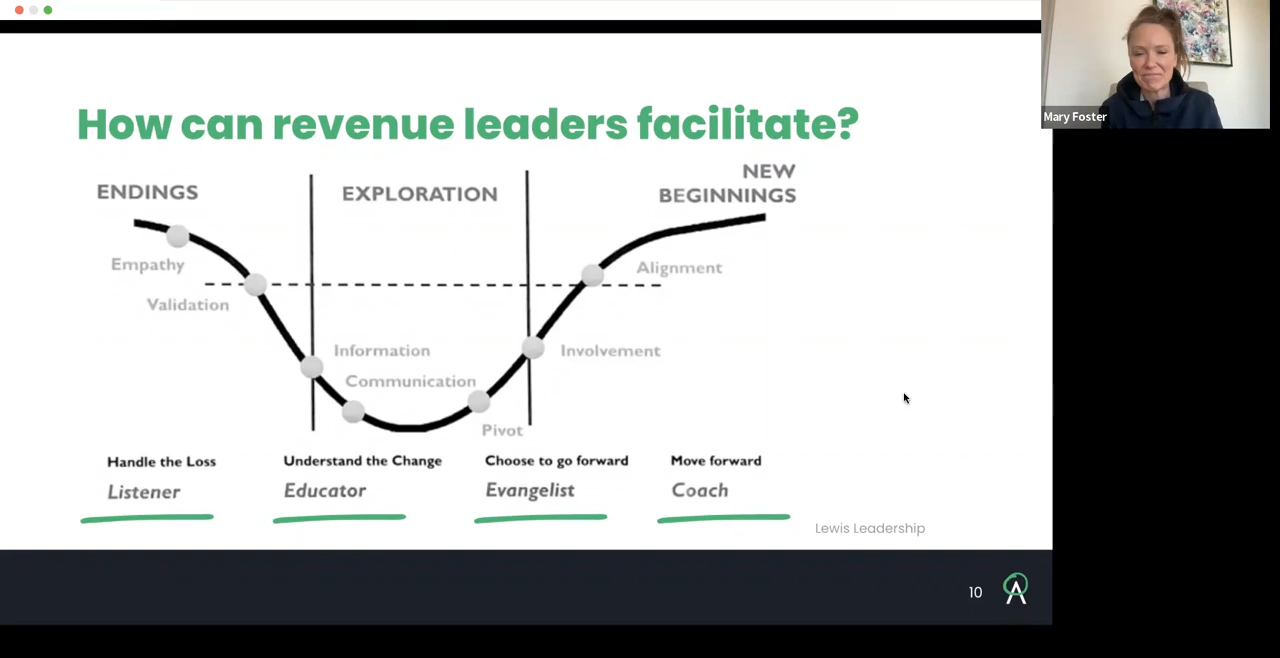 Mary Foster
How can revenue leaders facilitate?
ENDINGS
EXPLORATION
NEW
BEGINNINGS
Empathy
Validation
Information
Communication
Pivot
Involvement
Alignment
Handle the Loss
Listener
Understand the Change
Educator
Choose to go forward
Evangelist
Move forward
Coach
Lewis Leadership
10